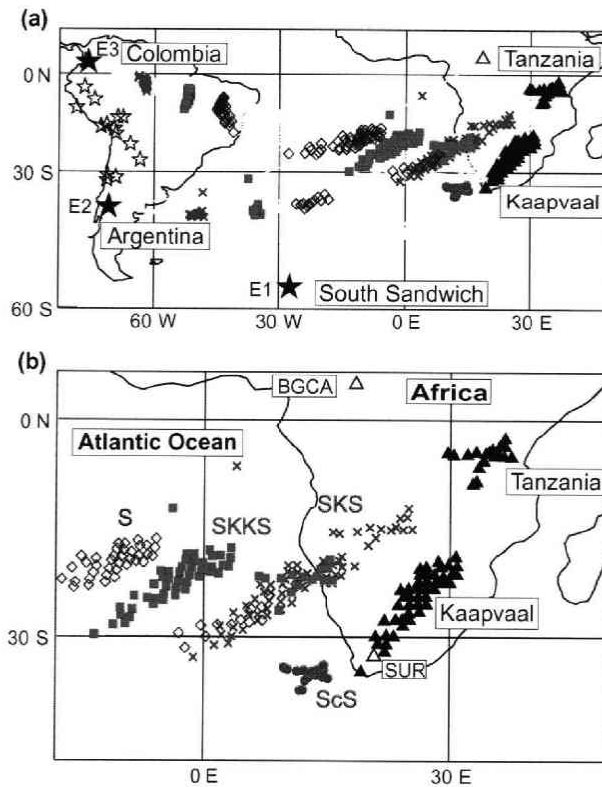 (a)
E3 Colombia
Tanzania
0 N
30 S
E2
Argentina
Kaapvaal
E1 South Sandwich
60 S
60 W 30 W 0 E 30 E
(b)
BGCA Africa
0 N
Atlantic Ocean
Tanzania
S SKKS SKS
Kaapvaal
30 S
SUR
ScS
0 E 30 E